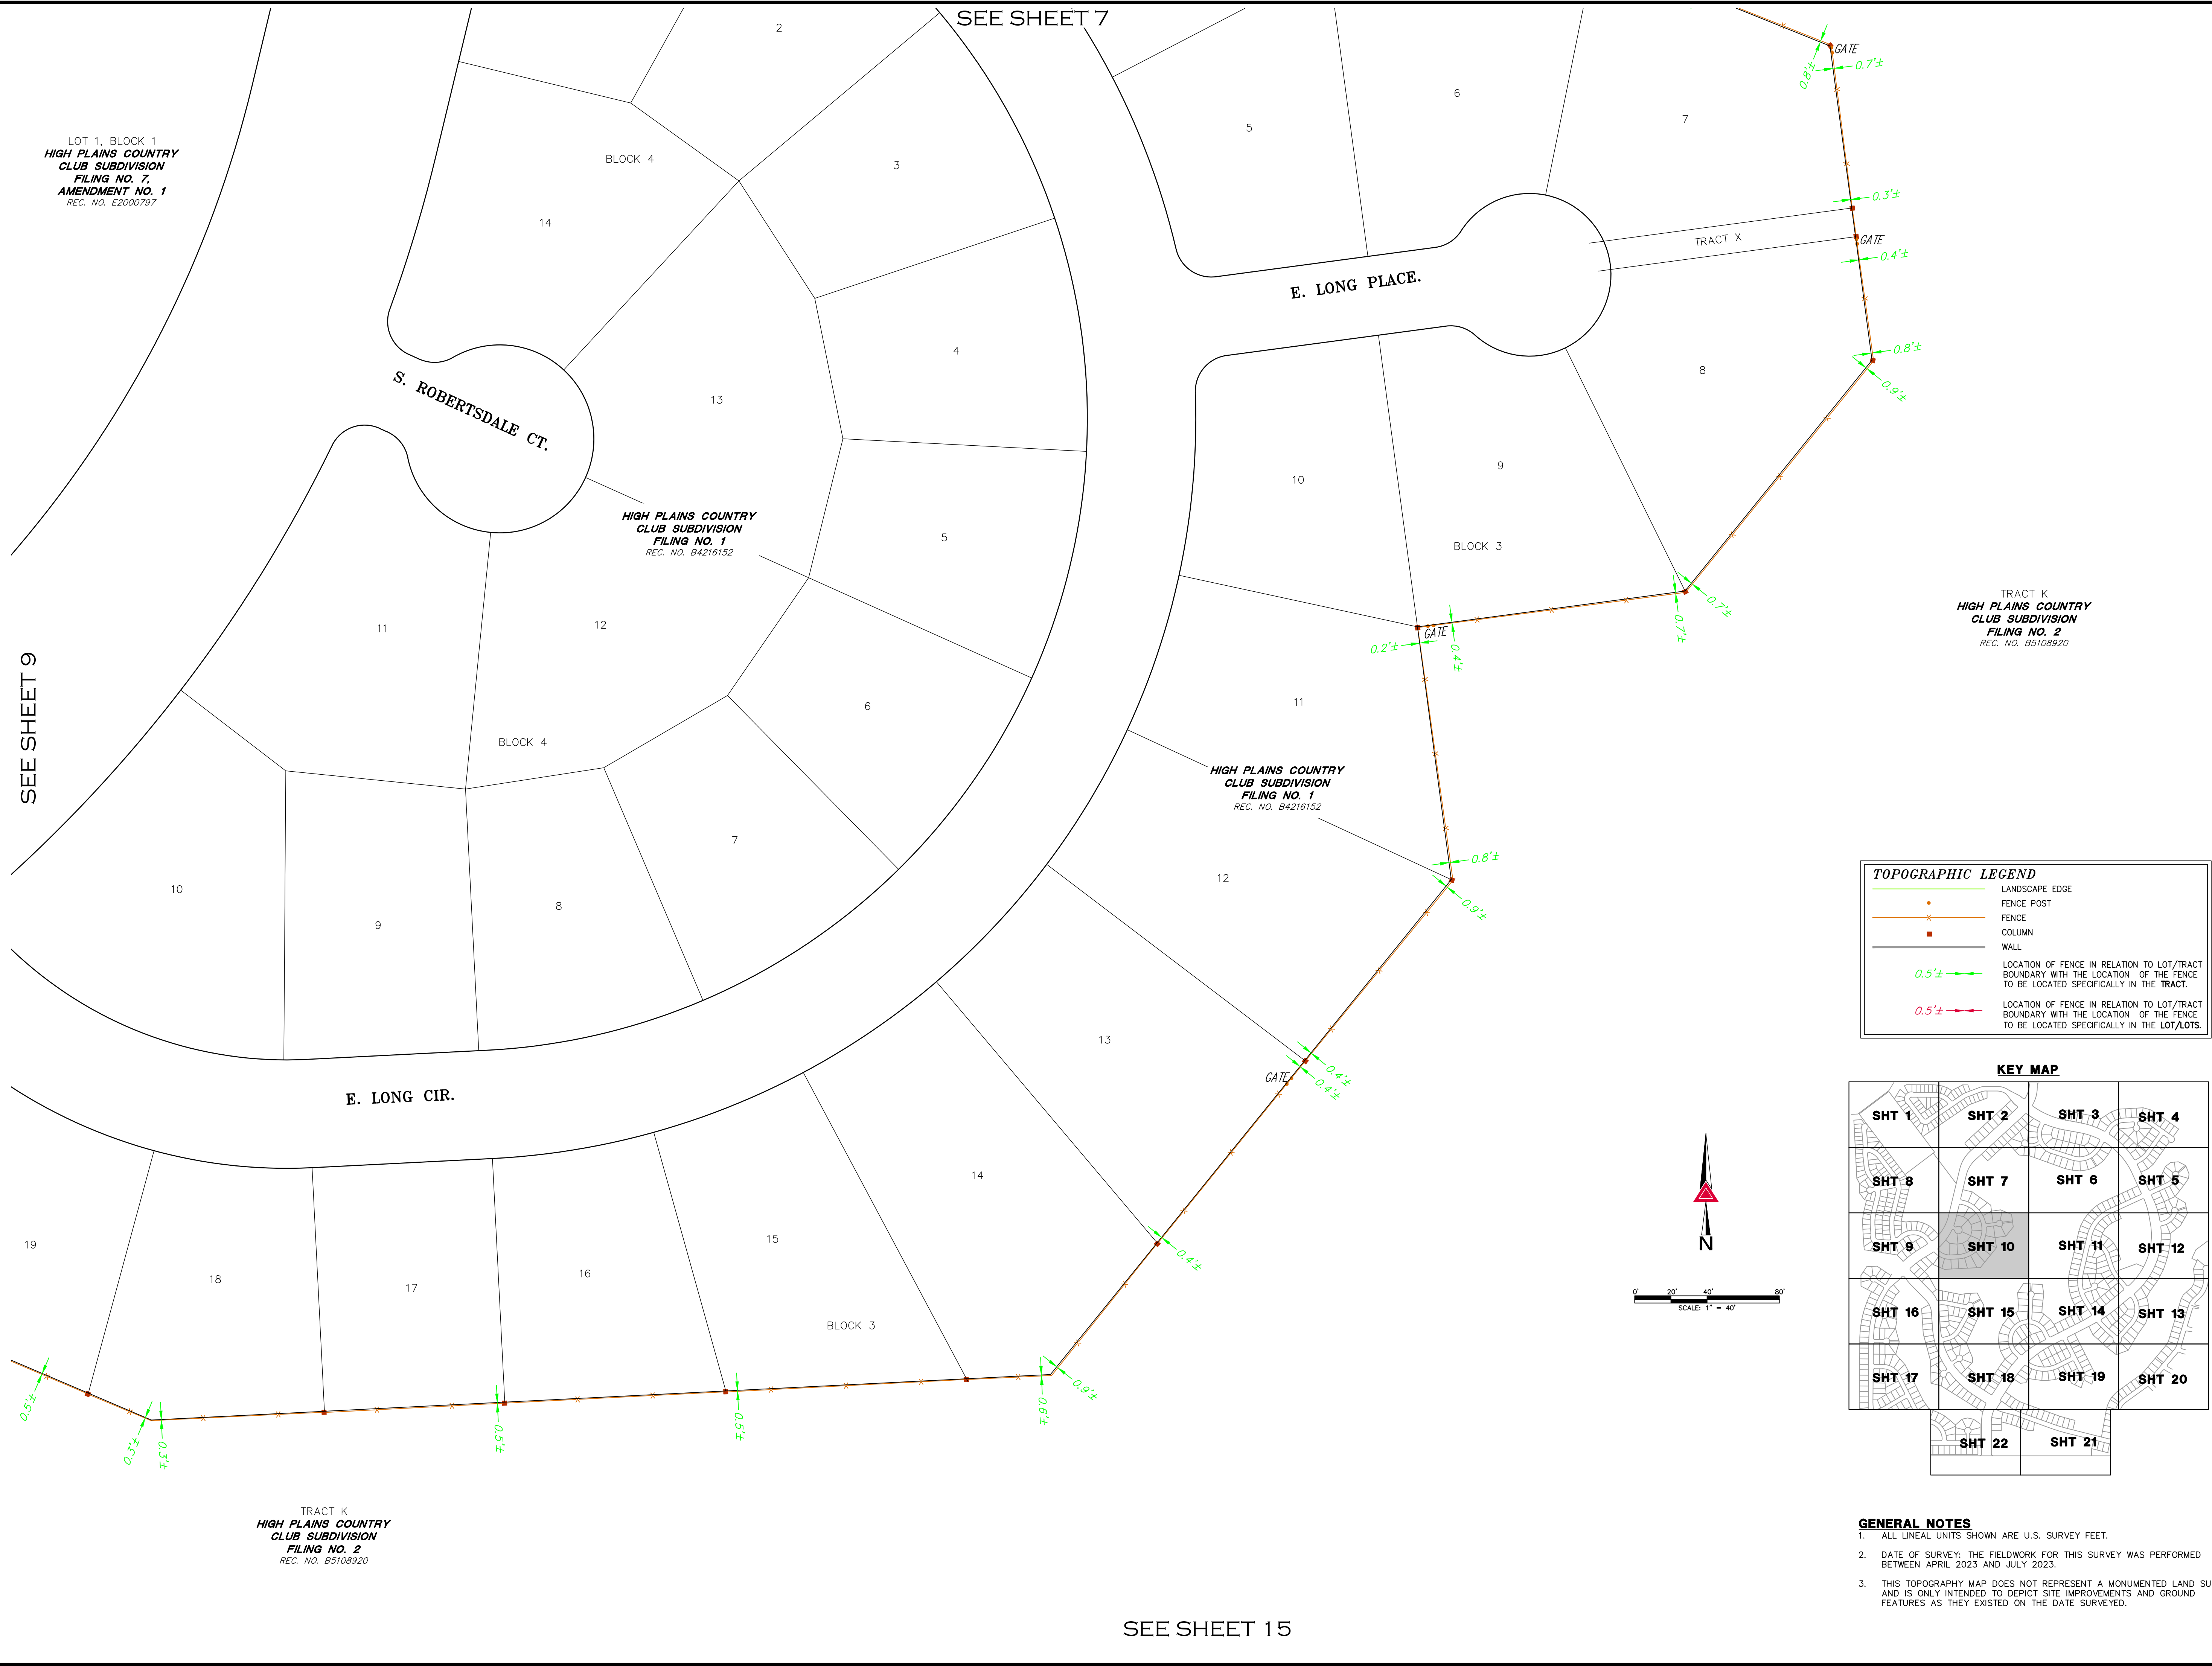 SEE SHEET 7
2
GATE
0.8'±
0.7'±
LOT 1, BLOCK 1
HIGH PLAINS COUNTRY
CLUB SUBDIVISION
FILING NO. 7,
AMENDMENT NO. 1
REC. NO. E2000797
BLOCK 4
3
14
5
6
7
0.3'±
TRACT X
GATE
0.4'±
E. LONG PLACE.
4
S. ROBERTSDALE CT.
13
0.8'±
0.9'±
8
10
9
HIGH PLAINS COUNTRY
CLUB SUBDIVISION
FILING NO. 1
REC. NO. B4216152
5
BLOCK 3
0.7'±
0.7'±
GATE
0.2'±
0.4'±
TRACT K
HIGH PLAINS COUNTRY
CLUB SUBDIVISION
FILING NO. 2
REC. NO. B5108920
SEE SHEET 9
11
12
6
11
BLOCK 4
HIGH PLAINS COUNTRY
CLUB SUBDIVISION
FILING NO. 1
REC. NO. B4216152
7
10
9
8
12
0.8'±
0.9'±
13
GATE
0.4'±
0.4'±
E. LONG CIR.
14
0.4'±
19
18
17
16
15
BLOCK 3
0.5'±
0.3'±
0.3'±
0.5'±
0.5'±
0.6'±
0.9'±
TRACT K
HIGH PLAINS COUNTRY
CLUB SUBDIVISION
FILING NO. 2
REC. NO. B5108920
TOPOGRAPHIC LEGEND
LANDSCAPE EDGE
FENCE POST
FENCE
COLUMN
WALL
0.5'±
LOCATION OF FENCE IN RELATION TO LOT/TRACT
BOUNDARY WITH THE LOCATION OF THE FENCE
TO BE LOCATED SPECIFICALLY IN THE TRACT.
0.5'±
LOCATION OF FENCE IN RELATION TO LOT/TRACT
BOUNDARY WITH THE LOCATION OF THE FENCE
TO BE LOCATED SPECIFICALLY IN THE LOT/LOTS.
KEY MAP
SHT 1 SHT 2 SHT 3 SHT 4
SHT 8 SHT 7 SHT 6 SHT 5
SHT 9 SHT 10 SHT 11 SHT 12
SHT 16 SHT 15 SHT 14 SHT 13
SHT 17 SHT 18 SHT 19 SHT 20
SHT 22 SHT 21
N
0' 20' 40' 80'
SCALE: 1" = 40'
GENERAL NOTES
1. ALL LINEAL UNITS SHOWN ARE U.S. SURVEY FEET.
2. DATE OF SURVEY: THE FIELDWORK FOR THIS SURVEY WAS PERFORMED
BETWEEN APRIL 2023 AND JULY 2023.
3. THIS TOPOGRAPHY MAP DOES NOT REPRESENT A MONUMENTED LAND SU
AND IS ONLY INTENDED TO DEPICT SITE IMPROVEMENTS AND GROUND
FEATURES AS THEY EXISTED ON THE DATE SURVEYED.
SEE SHEET 15